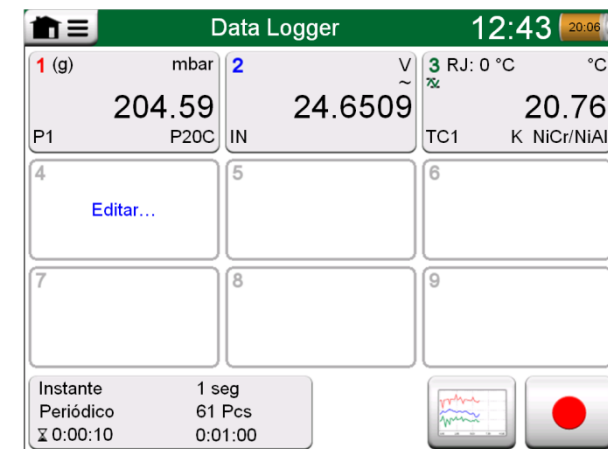 Data Logger 12:43 20:06
1 (g) mbar
204.59
P1 P20C
2 V
~
24.6509
IN
3 RJ: 0 °C °C
20.76
TC1 K NiCr/NiAl
4
Editar...
5
6
7
8
9
Instante 1 seg
Periódico 61 Pcs
0:00:10 0:01:00